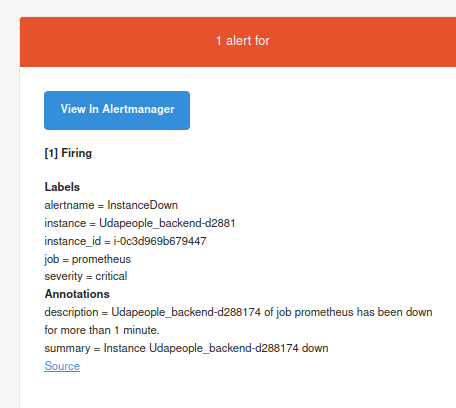 1 alert for
View In Alertmanager
[1] Firing
Labels
alertname = InstanceDown
instance = Udapeople_backend-d2881
instance_id = i-0c3d969b679447
job = prometheus
severity = critical
Annotations
description = Udapeople_backend-d288174 of job prometheus has been down
for more than 1 minute.
summary = Instance Udapeople_backend-d288174 down
Source